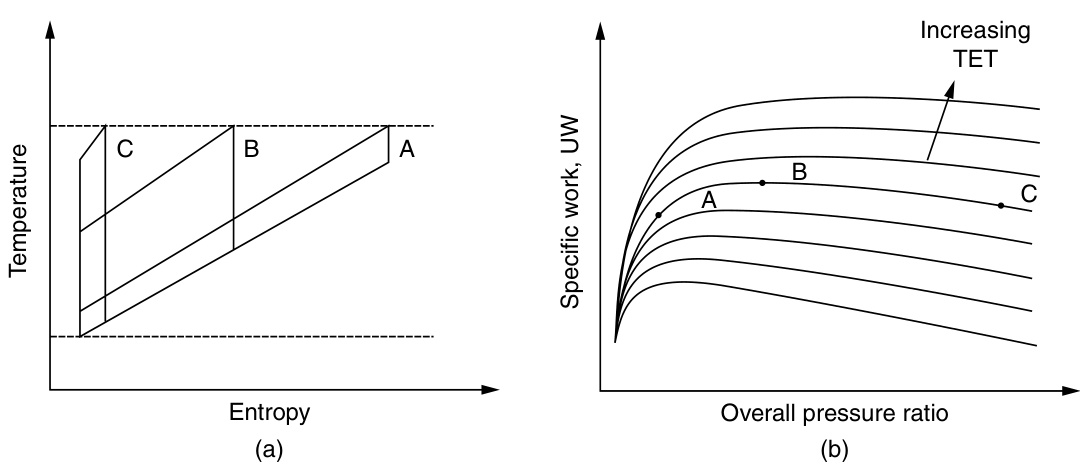 Temperature
C
B
A
Entropy
(a)
Increasing
TET
Specific work, UW
A
B
C
Overall pressure ratio
(b)